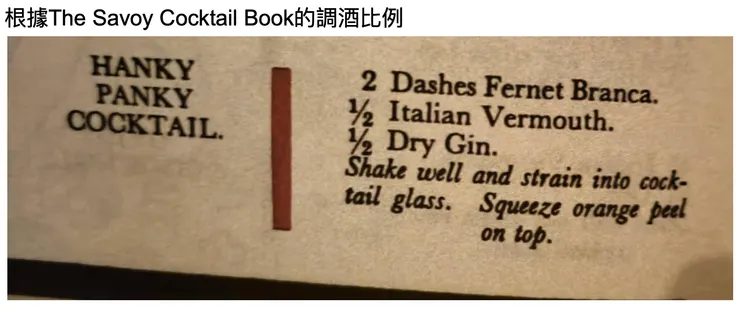 根據The Savoy Cocktail Book的調酒比例
HANKY
PANKY
COCKTAIL.
2 Dashes Fernet Branca.
½ Italian Vermouth.
½ Dry Gin.
Shake well and strain into cock-
tail glass. Squeeze orange peel
on top.